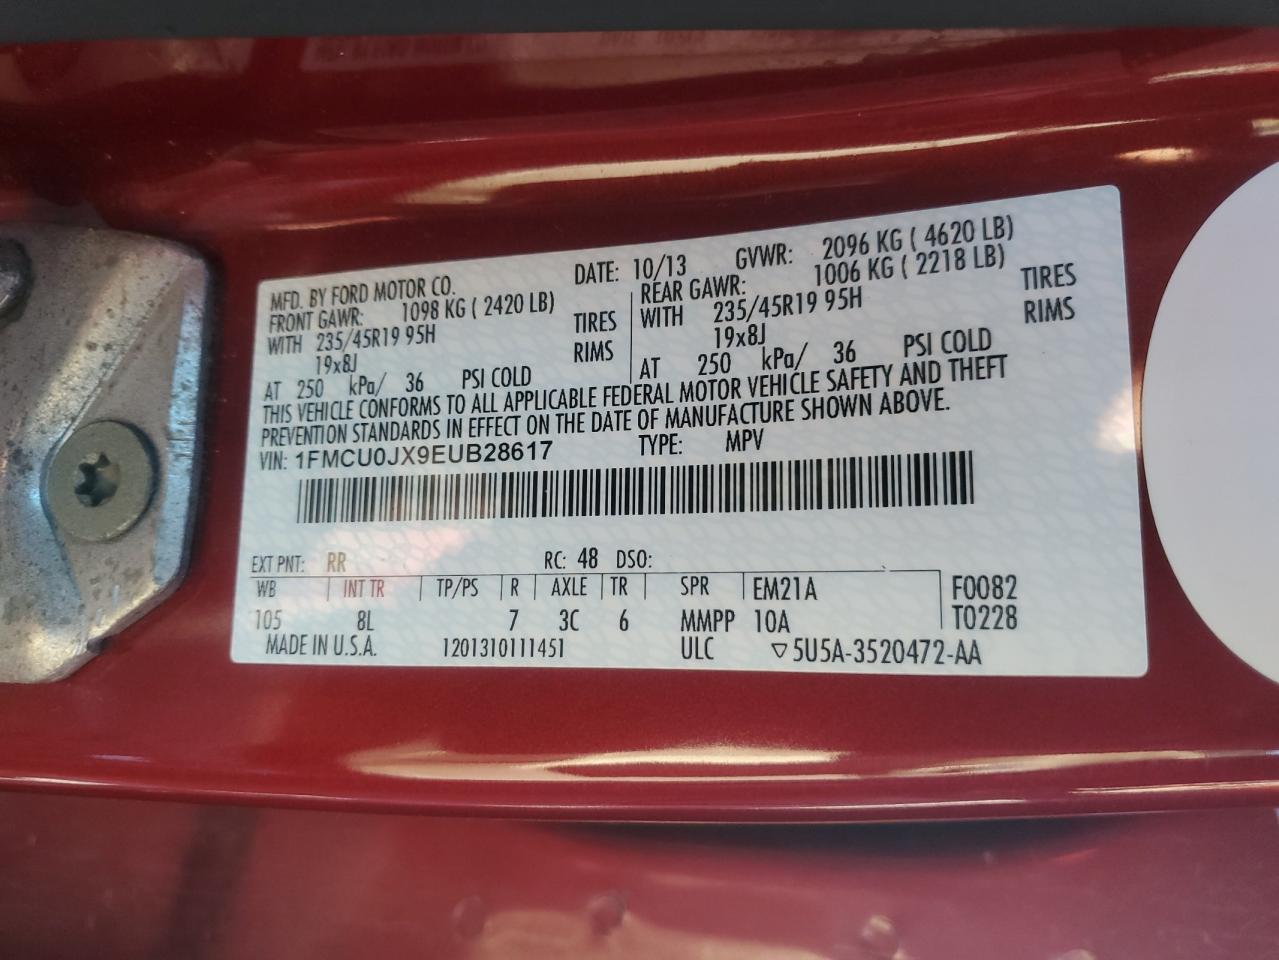 MFD. BY FORD MOTOR CO. DATE: 10/13 GVWR: 2096 KG ( 4620 LB)
FRONT GAWR: 1098 KG ( 2420 LB) REAR GAWR: 1006 KG ( 2218 LB)
WITH 235/45R19 95H TIRES WITH 235/45R19 95H TIRES
19x8J RIMS 19x8J RIMS
AT 250 kPa/ 36 PSI COLD AT 250 kPa/ 36 PSI COLD
THIS VEHICLE CONFORMS TO ALL APPLICABLE FEDERAL MOTOR VEHICLE SAFETY AND THEFT
PREVENTION STANDARDS IN EFFECT ON THE DATE OF MANUFACTURE SHOWN ABOVE.
VIN: 1FMCU0JX9EUB28617 TYPE: MPV
EXT PNT: RR RC: 48 DSO:
WB INT TR TP/PS R AXLE TR SPR EM21A F0082
105 8L 7 3C 6 MMPP 10A T0228
MADE IN U.S.A. 1201310111451 ULC ▽5U5A-3520472-AA